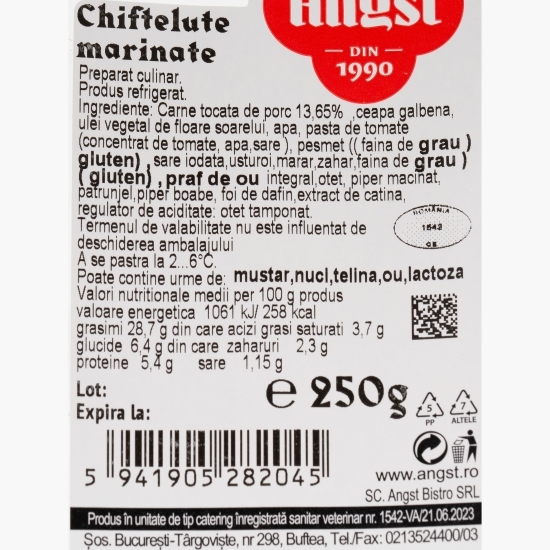 Chiftelute
marinate
Angst
DIN
1990
Preparat culinar.
Produs refrigerat.
Ingrediente: Carne tocata de porc 13,65% ,ceapa galbena,
ulei vegetal de floare soarelui, apa, pasta de tomate
(concentrat de tomate, apa,sare ), pesmet (( faina de grau )
gluten) , sare iodata,usturoi,marar,zahar,faina de grau )
( gluten) , praf de ou integral,otet, piper macinat,
patrunjel,piper boabe, foi de dafin,extract de catina,
regulator de aciditate: otet tamponat.
Termenul de valabilitate nu este influentat de
deschiderea ambalajului
A se pastra la 2...6°C.
ROMÂNIA
1542
CE
Poate contine urme de: mustar,nuci,telina,ou,lactoza
Valori nutritionale medii per 100 g produs
valoare energetica 1061 kJ/ 258 kcal
grasimi 28,7 g din care acizi grasi saturati 3,7 g
glucide 6,4 g din care zaharuri 2,3 g
proteine 5,4 g sare 1,15 g
Lot:
Expira la:
e 250g
5
PP
7
ALTELE
5 941905 282045
www.angst.ro
SC. Angst Bistro SRL
Produs în unitate de tip catering înregistrată sanitar veterinar nr. 1542-VA/21.06.2023
Șos. București-Târgoviște, nr 298, Buftea, Tel./Fax: 0213524400/03